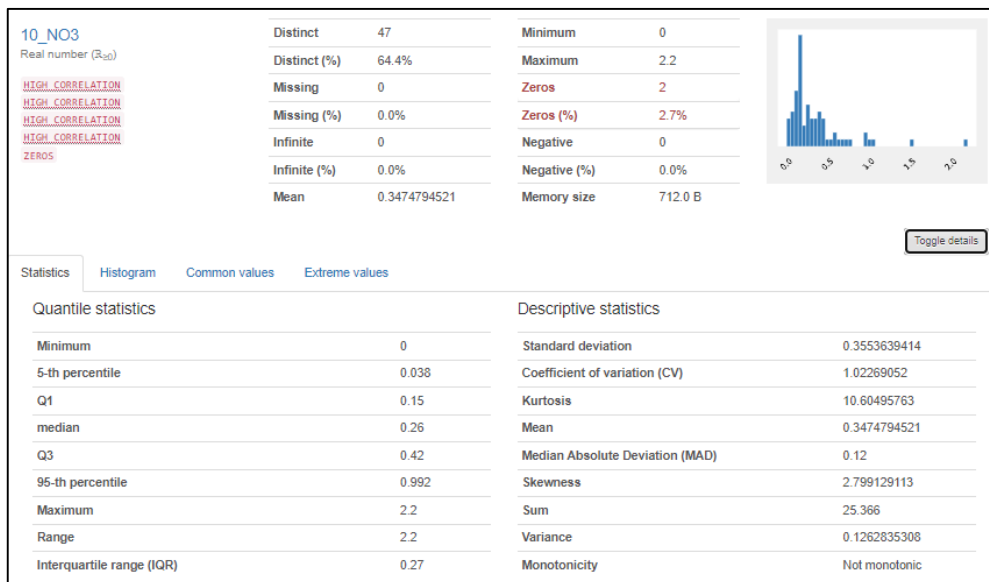 10_NO3
Real number (ℝ≥0)
HIGH CORRELATION
HIGH CORRELATION
HIGH CORRELATION
HIGH CORRELATION
ZEROS
Distinct 47
Distinct (%) 64.4%
Missing 0
Missing (%) 0.0%
Infinite 0
Infinite (%) 0.0%
Mean 0.3474794521
Minimum 0
Maximum 2.2
Zeros 2
Zeros (%) 2.7%
Negative 0
Negative (%) 0.0%
Memory size 712.0 B
0.0 0.5 1.0 1.5 2.0
Toggle details
Statistics Histogram Common values Extreme values
Quantile statistics
Minimum 0
5-th percentile 0.038
Q1 0.15
median 0.26
Q3 0.42
95-th percentile 0.992
Maximum 2.2
Range 2.2
Interquartile range (IQR) 0.27
Descriptive statistics
Standard deviation 0.3553639414
Coefficient of variation (CV) 1.02269052
Kurtosis 10.60495763
Mean 0.3474794521
Median Absolute Deviation (MAD) 0.12
Skewness 2.799129113
Sum 25.366
Variance 0.1262835308
Monotonicity Not monotonic